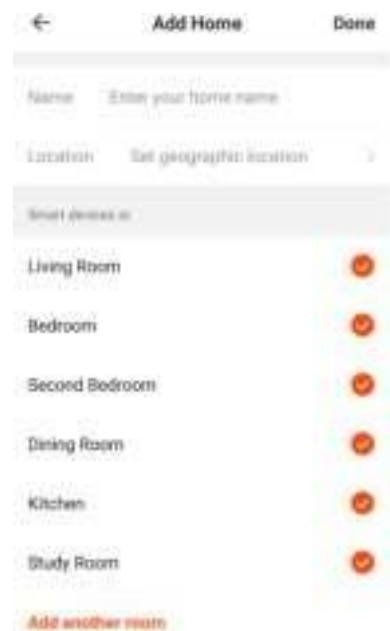 ← Add Home Done
Name Enter your home name
Location Set geographic location >
Smart devices in
Living Room
Bedroom
Second Bedroom
Dining Room
Kitchen
Study Room
Add another room